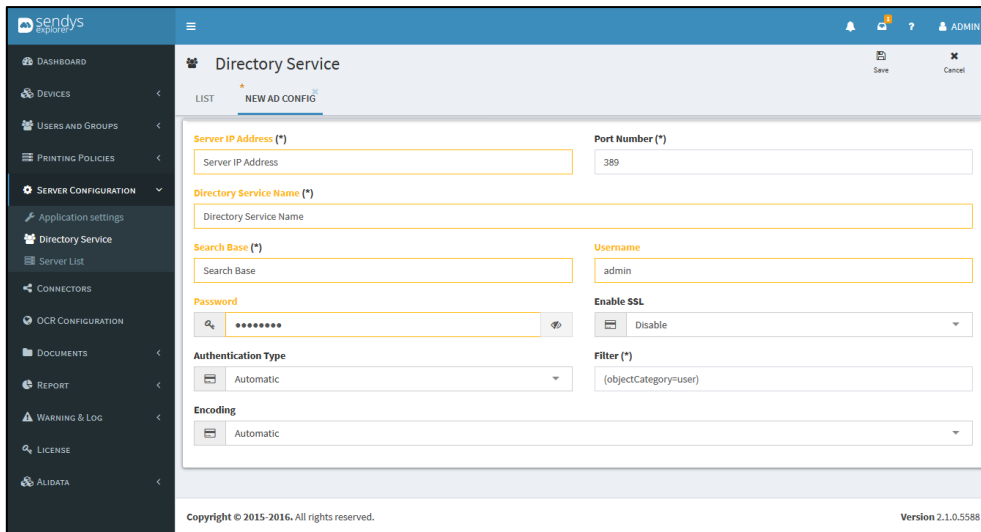 sendys
explorer
1
?
ADMIN
DASHBOARD
DEVICES
USERS AND GROUPS
PRINTING POLICIES
SERVER CONFIGURATION
Application settings
Directory Service
Server List
CONNECTORS
OCR CONFIGURATION
DOCUMENTS
REPORT
WARNING & LOG
LICENSE
ALIDATA
Directory Service
Save
Cancel
LIST
* NEW AD CONFIG
Server IP Address (*)
Port Number (*)
Server IP Address
389
Directory Service Name (*)
Directory Service Name
Search Base (*)
Username
Search Base
admin
Password
Enable SSL
••••••••
Disable
Authentication Type
Filter (*)
Automatic
(objectCategory=user)
Encoding
Automatic
Copyright © 2015-2016. All rights reserved.
Version 2.1.0.5588